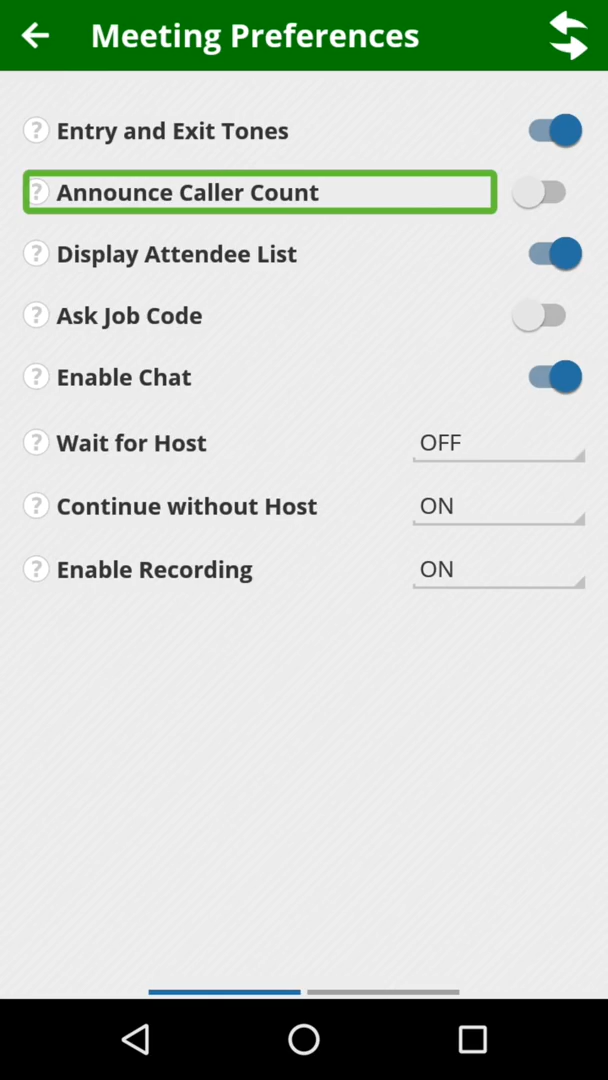 Meeting Preferences
? Entry and Exit Tones
? Announce Caller Count
? Display Attendee List
? Ask Job Code
? Enable Chat
? Wait for Host OFF
? Continue without Host ON
? Enable Recording ON